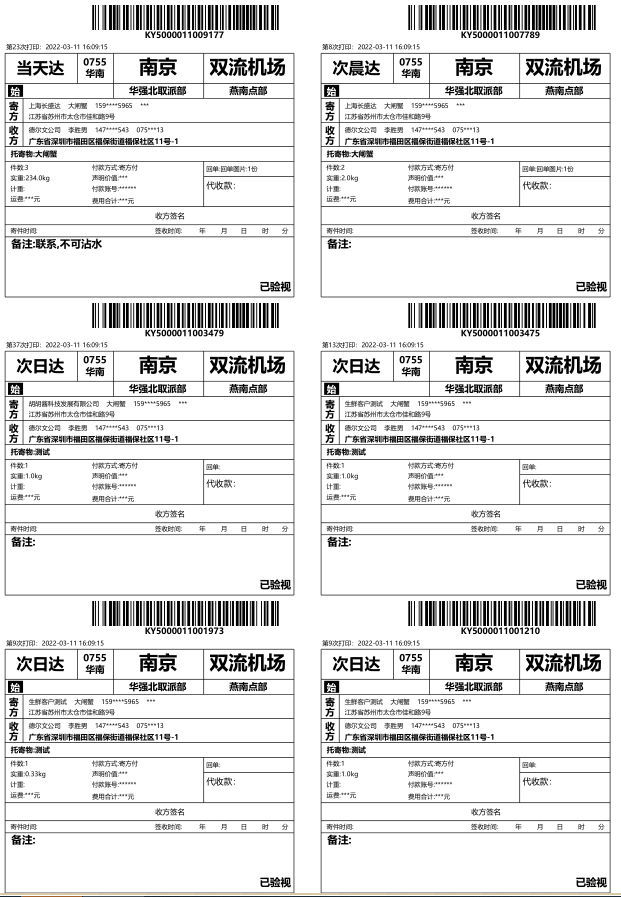 KY5000011009177
第23次打印: 2022-03-11 16:09:15
当天达 0755 华南 南京 双流机场
始 华强北取派部 燕南点部
寄方 上海长盛达 大闸蟹 159****5965 ***
江苏省苏州市太仓市佳和路9号
收方 德尔文公司 李胜男 147****543 075***13
广东省深圳市福田区福保街道福保社区11号-1
托寄物:大闸蟹
件数:3 付款方式:寄方付 回单:回单图片:1份
实重:234.0kg 声明价值:*** 代收款:
计重: 付款账号:******
运费:***元 费用合计:***元
收方签名
寄件时间: 签收时间: 年 月 日 时 分
备注:联系,不可沾水
已验视
KY5000011007789
第8次打印: 2022-03-11 16:09:15
次晨达 0755 华南 南京 双流机场
始 华强北取派部 燕南点部
寄方 上海长盛达 大闸蟹 159****5965 ***
江苏省苏州市太仓市佳和路9号
收方 德尔文公司 李胜男 147****543 075***13
广东省深圳市福田区福保街道福保社区11号-1
托寄物:大闸蟹
件数:2 付款方式:寄方付 回单:回单图片:1份
实重:2.0kg 声明价值:*** 代收款:
计重: 付款账号:******
运费:***元 费用合计:***元
收方签名
寄件时间: 签收时间: 年 月 日 时 分
备注:
已验视
KY5000011003479
第37次打印: 2022-03-11 16:09:15
次日达 0755 华南 南京 双流机场
始 华强北取派部 燕南点部
寄方 胡胡酱科技发展有限公司 大闸蟹 159****5965 ***
江苏省苏州市太仓市佳和路9号
收方 德尔文公司 李胜男 147****543 075***13
广东省深圳市福田区福保街道福保社区11号-1
托寄物:测试
件数:1 付款方式:寄方付 回单:
实重:1.0kg 声明价值:*** 代收款:
计重: 付款账号:******
运费:***元 费用合计:***元
收方签名
寄件时间: 签收时间: 年 月 日 时 分
备注:
已验视
KY5000011003475
第13次打印: 2022-03-11 16:09:15
次日达 0755 华南 南京 双流机场
始 华强北取派部 燕南点部
寄方 生鲜客户测试 大闸蟹 159****5965 ***
江苏省苏州市太仓市佳和路9号
收方 德尔文公司 李胜男 147****543 075***13
广东省深圳市福田区福保街道福保社区11号-1
托寄物:测试
件数:1 付款方式:寄方付 回单:
实重:1.0kg 声明价值:*** 代收款:
计重: 付款账号:******
运费:***元 费用合计:***元
收方签名
寄件时间: 签收时间: 年 月 日 时 分
备注:
已验视
KY5000011001973
第9次打印: 2022-03-11 16:09:15
次日达 0755 华南 南京 双流机场
始 华强北取派部 燕南点部
寄方 生鲜客户测试 大闸蟹 159****5965 ***
江苏省苏州市太仓市佳和路9号
收方 德尔文公司 李胜男 147****543 075***13
广东省深圳市福田区福保街道福保社区11号-1
托寄物:测试
件数:1 付款方式:寄方付 回单:
实重:0.33kg 声明价值:*** 代收款:
计重: 付款账号:******
运费:***元 费用合计:***元
收方签名
寄件时间: 签收时间: 年 月 日 时 分
备注:
已验视
KY5000011001210
第9次打印: 2022-03-11 16:09:15
次日达 0755 华南 南京 双流机场
始 华强北取派部 燕南点部
寄方 生鲜客户测试 大闸蟹 159****5965 ***
江苏省苏州市太仓市佳和路9号
收方 德尔文公司 李胜男 147****543 075***13
广东省深圳市福田区福保街道福保社区11号-1
托寄物:测试
件数:1 付款方式:寄方付 回单:
实重:1.0kg 声明价值:*** 代收款:
计重: 付款账号:******
运费:***元 费用合计:***元
收方签名
寄件时间: 签收时间: 年 月 日 时 分
备注:
已验视